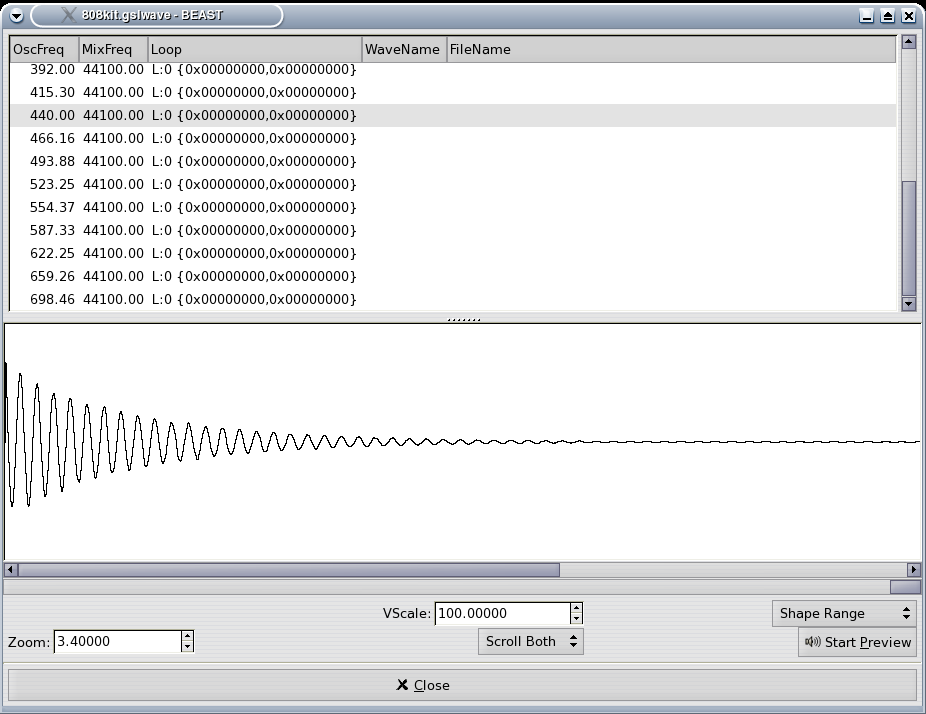 808kit.gslwave - BEAST
OscFreq MixFreq Loop WaveName FileName
392.00 44100.00 L:0 {0x00000000,0x00000000}
415.30 44100.00 L:0 {0x00000000,0x00000000}
440.00 44100.00 L:0 {0x00000000,0x00000000}
466.16 44100.00 L:0 {0x00000000,0x00000000}
493.88 44100.00 L:0 {0x00000000,0x00000000}
523.25 44100.00 L:0 {0x00000000,0x00000000}
554.37 44100.00 L:0 {0x00000000,0x00000000}
587.33 44100.00 L:0 {0x00000000,0x00000000}
622.25 44100.00 L:0 {0x00000000,0x00000000}
659.26 44100.00 L:0 {0x00000000,0x00000000}
698.46 44100.00 L:0 {0x00000000,0x00000000}
VScale: 100.00000 Shape Range
Zoom: 3.40000 Scroll Both Start Preview
Close